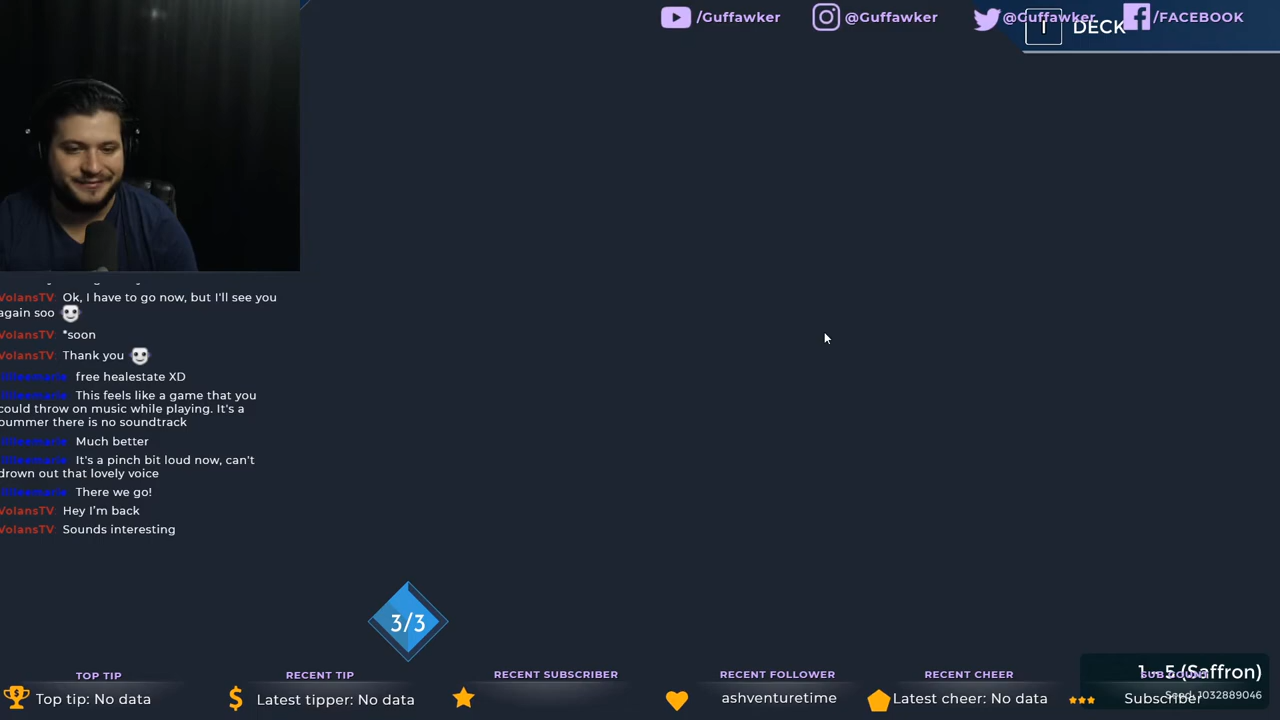 /Guffawker
@Guffawker
@Guffawker
/FACEBOOK
T DECK
VolansTV: Ok, I have to go now, but I'll see you
again soo
VolansTV: *soon
VolansTV: Thank you
free healestate XD
This feels like a game that you
could throw on music while playing. It's a
bummer there is no soundtrack
Much better
It's a pinch bit loud now, can't
drown out that lovely voice
There we go!
VolansTV: Hey I'm back
VolansTV: Sounds interesting
3/3
TOP TIP
Top tip: No data
RECENT TIP
Latest tipper: No data
RECENT SUBSCRIBER
RECENT FOLLOWER
ashventuretime
RECENT CHEER
Latest cheer: No data
Subscriber
1 - 5 (Saffron)
Seed: 1032889046